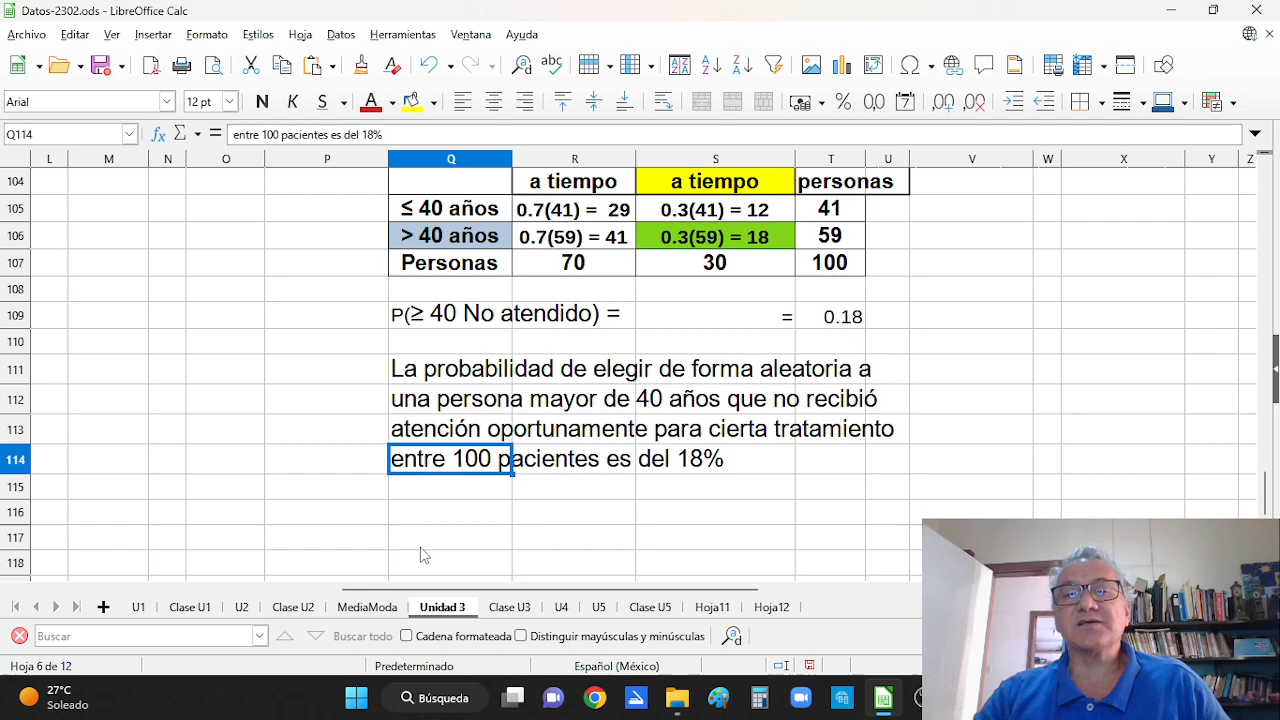 Datos-2302.ods - LibreOffice Calc
Archivo Editar Ver Insertar Formato Estilos Hoja Datos Herramientas Ventana Ayuda
Arial 12 pt N K S A
Q114 fx Σ = entre 100 pacientes es del 18%
L M N O P Q R S T U V W X Y Z
104 a tiempo a tiempo personas
105 ≤ 40 años 0.7(41) = 29 0.3(41) = 12 41
106 > 40 años 0.7(59) = 41 0.3(59) = 18 59
107 Personas 70 30 100
108
109 P(≥ 40 No atendido) = = 0.18
110
111 La probabilidad de elegir de forma aleatoria a
112 una persona mayor de 40 años que no recibió
113 atención oportunamente para cierta tratamiento
114 entre 100 pacientes es del 18%
115
116
117
118
U1 Clase U1 U2 Clase U2 MediaModa Unidad 3 Clase U3 U4 U5 Clase U5 Hoja11 Hoja12
Buscar Buscar todo Cadena formateada Distinguir mayúsculas y minúsculas
Hoja 6 de 12 Predeterminado Español (México)
27°C
Soleado
Búsqueda